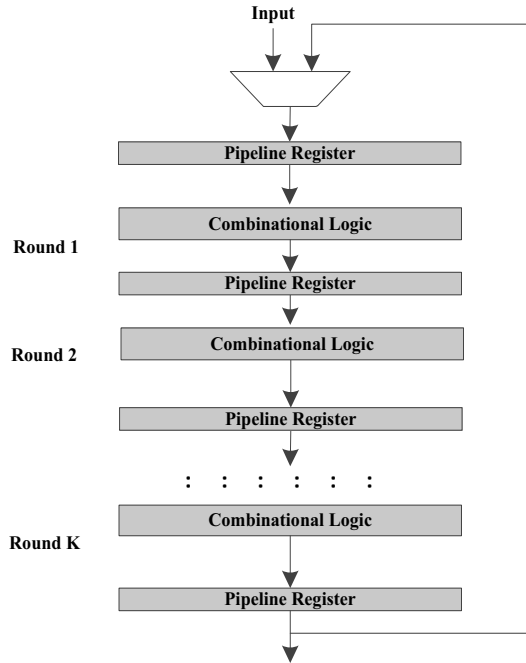 Input
Pipeline Register
Combinational Logic
Round 1
Pipeline Register
Combinational Logic
Round 2
Pipeline Register
: : : : : :
Combinational Logic
Round K
Pipeline Register